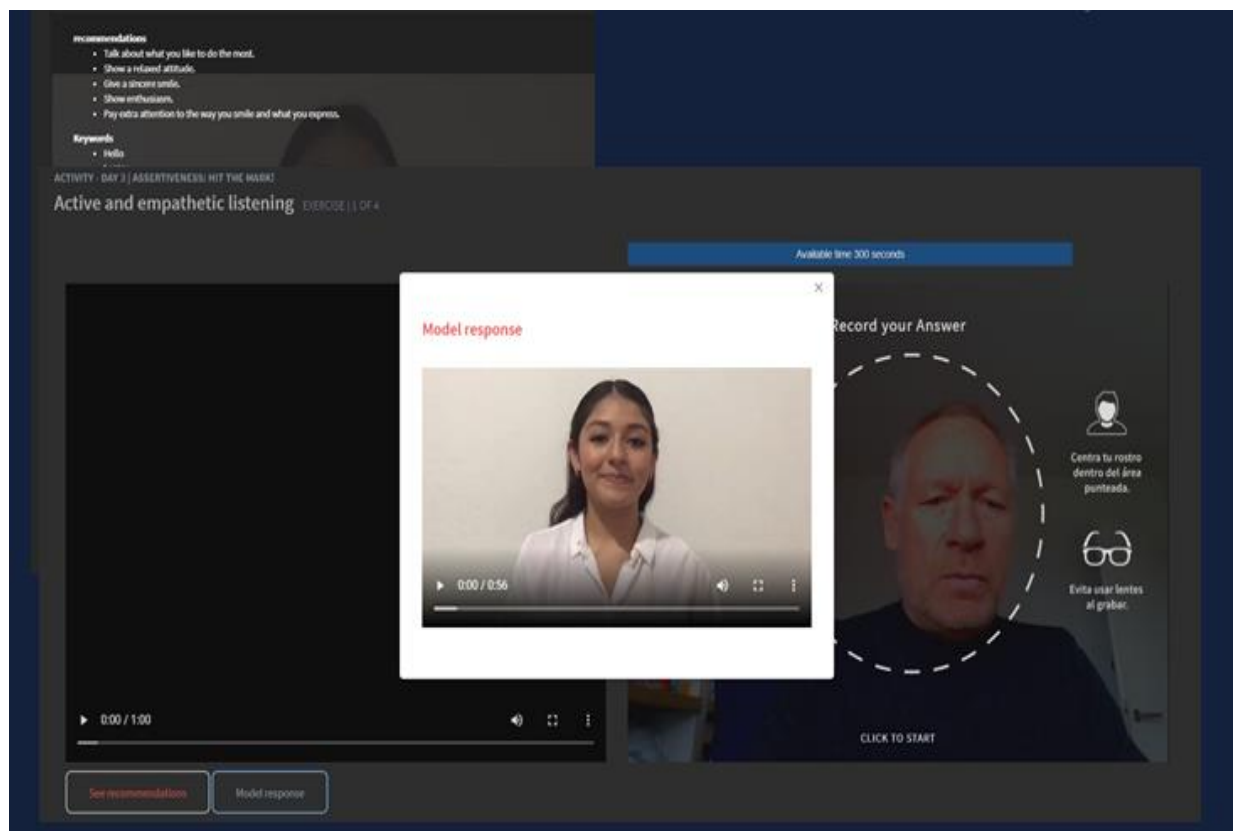 recommendations
• Talk about what you like to do the most.
• Show a relaxed attitude.
• Give a sincere smile.
• Show enthusiasm.
• Pay extra attention to the way you smile and what you express.
Keywords
• Hello
ACTIVITY - DAY 3 | ASSERTIVENESS: HIT THE MARK!
Active and empathetic listening EXERCISE | 1 OF 4
Available time 300 seconds
X
Model response
Record your Answer
Centra tu rostro
dentro del área
punteada.
Evita usar lentes
al grabar.
0:00 / 0:56
0:00 / 1:00
CLICK TO START
See recommendations
Model response